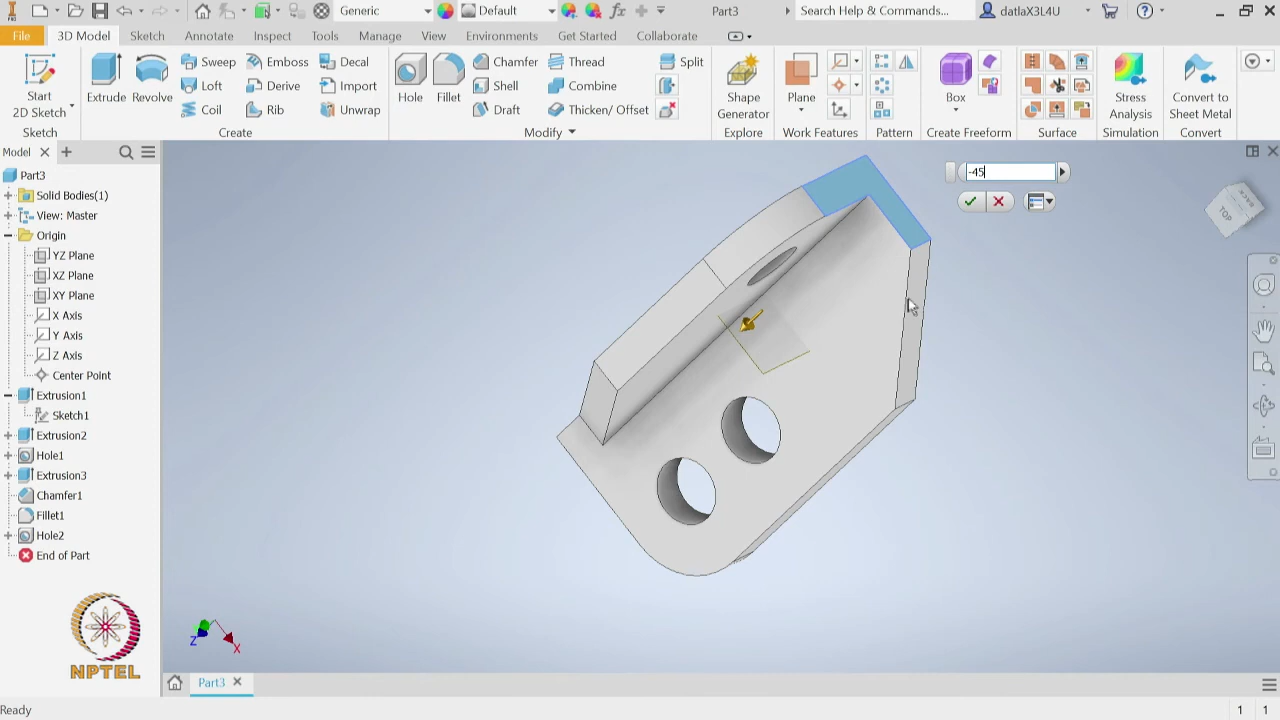 Generic Default fx Part3 Search Help & Commands... datlaX3L4U
File 3D Model Sketch Annotate Inspect Tools Manage View Environments Get Started Collaborate
Start
2D Sketch
Sketch
Extrude Revolve
Sweep Emboss Decal
Loft Derive Import
Coil Rib Unwrap
Create
Hole Fillet
Chamfer Thread Split
Shell Combine
Draft Thicken/ Offset
Modify
Shape
Generator
Explore
Plane
Work Features
Pattern
Box
Create Freeform
Surface
Stress
Analysis
Simulation
Convert to
Sheet Metal
Convert
Model
Part3
Solid Bodies(1)
View: Master
Origin
YZ Plane
XZ Plane
XY Plane
X Axis
Y Axis
Z Axis
Center Point
Extrusion1
Sketch1
Extrusion2
Hole1
Extrusion3
Chamfer1
Fillet1
Hole2
End of Part
-45
TOP
Z X
NPTEL
Part3
Ready 1 1